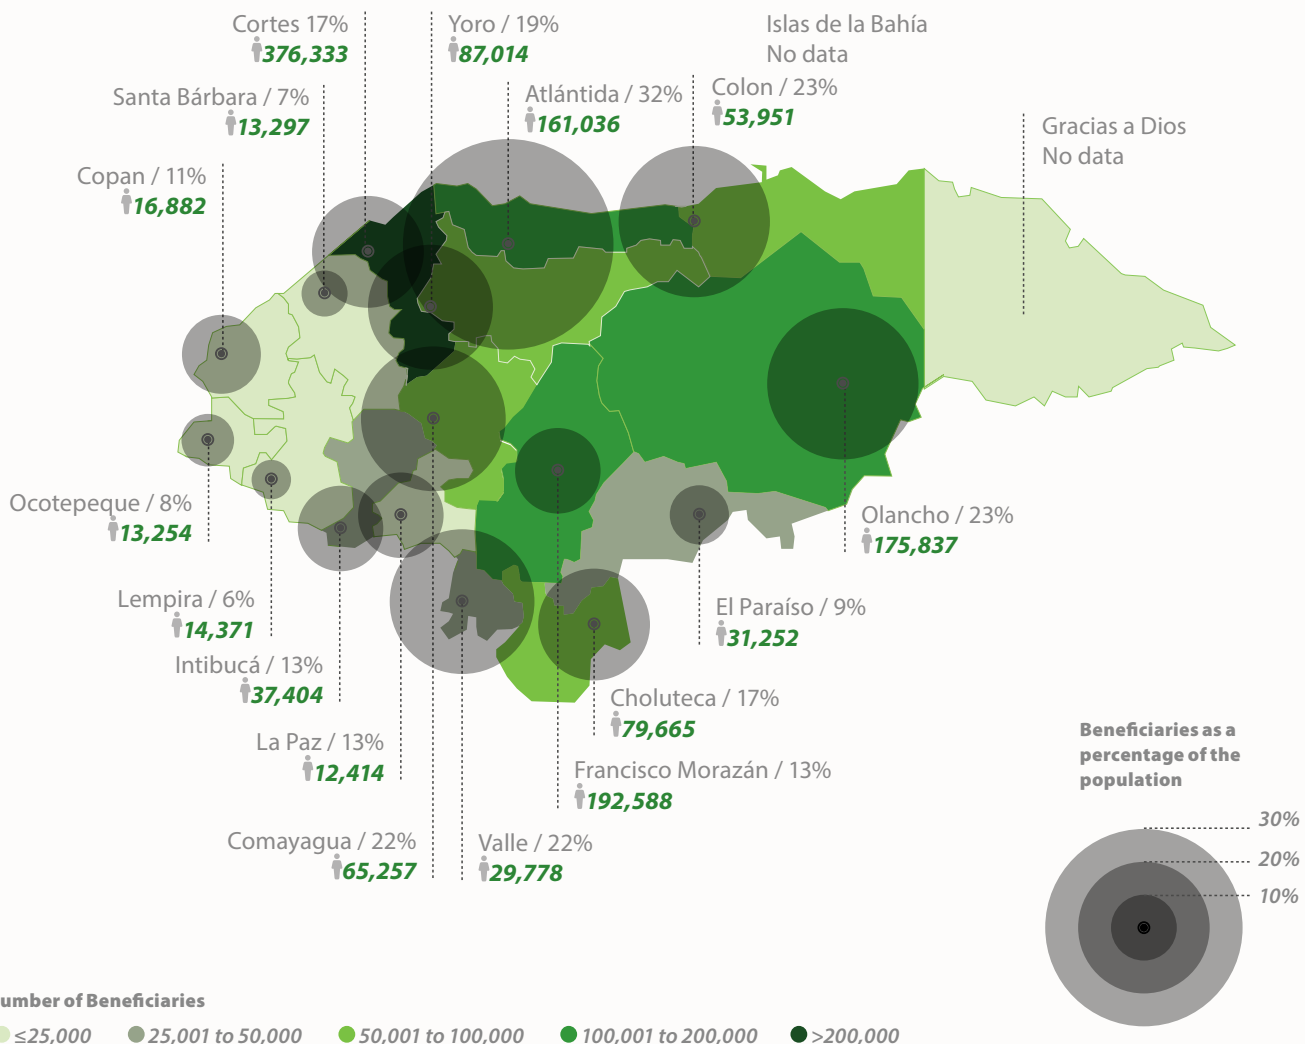 Cortes 17%
376,333
Yoro / 19%
87,014
Islas de la Bahía
No data
Santa Bárbara / 7%
13,297
Atlántida / 32%
161,036
Colon / 23%
53,951
Gracias a Dios
No data
Copan / 11%
16,882
Ocotepeque / 8%
13,254
Olancho / 23%
175,837
Lempira / 6%
14,371
El Paraíso / 9%
31,252
Intibucá / 13%
37,404
Choluteca / 17%
79,665
La Paz / 13%
12,414
Francisco Morazán / 13%
192,588
Comayagua / 22%
65,257
Valle / 22%
29,778
Beneficiaries as a
percentage of the
population
30%
20%
10%
umber of Beneficiaries
≤25,000 25,001 to 50,000 50,001 to 100,000 100,001 to 200,000 >200,000